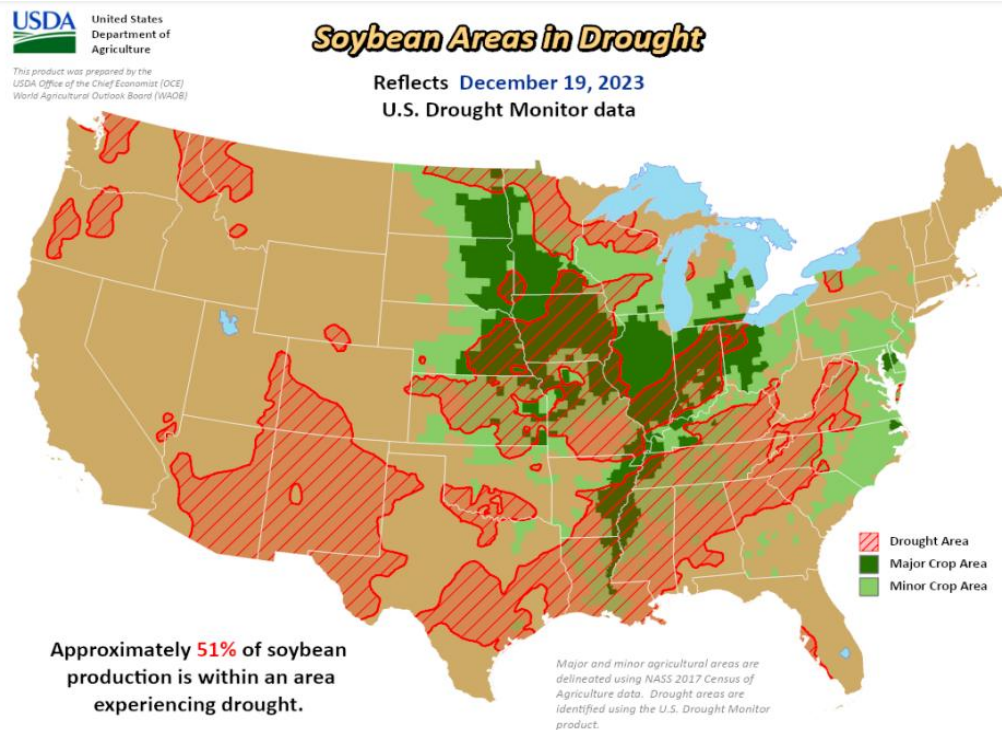 USDA
United States
Department of
Agriculture
This product was prepared by the
USDA Office of the Chief Economist (OCE)
World Agricultural Outlook Board (WAOB)
Soybean Areas in Drought
Reflects December 19, 2023
U.S. Drought Monitor data
Drought Area
Major Crop Area
Minor Crop Area
Approximately 51% of soybean
production is within an area
experiencing drought.
Major and minor agricultural areas are
delineated using NASS 2017 Census of
Agriculture data. Drought areas are
identified using the U.S. Drought Monitor
product.